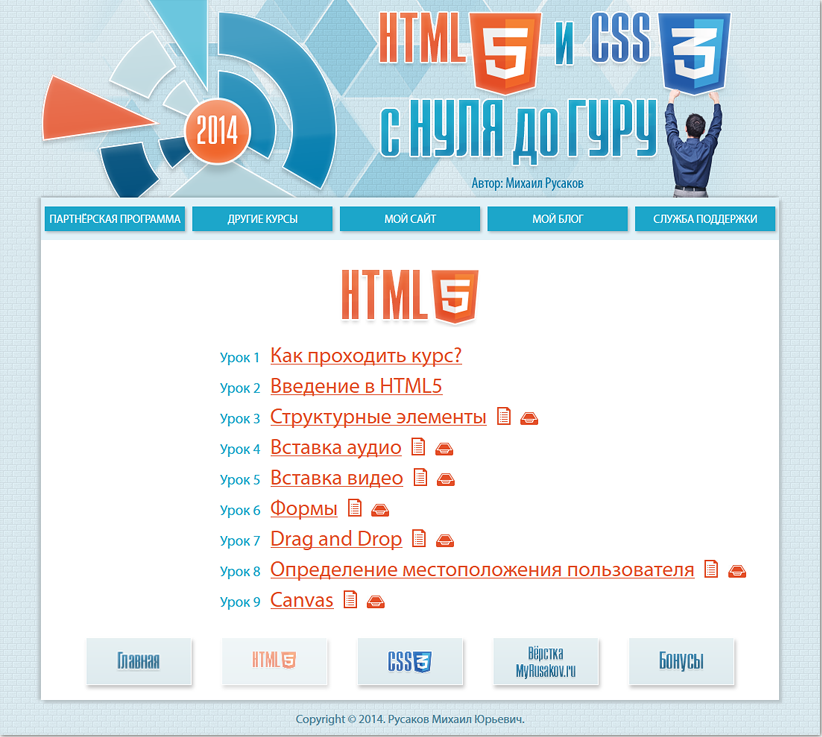 HTML 5 и CSS 3
2014
с НУЛЯ до ГУРУ
Автор: Михаил Русаков
ПАРТНЁРСКАЯ ПРОГРАММА ДРУГИЕ КУРСЫ МОЙ САЙТ МОЙ БЛОГ СЛУЖБА ПОДДЕРЖКИ
HTML 5
Урок 1 Как проходить курс?
Урок 2 Введение в HTML5
Урок 3 Структурные элементы
Урок 4 Вставка аудио
Урок 5 Вставка видео
Урок 6 Формы
Урок 7 Drag and Drop
Урок 8 Определение местоположения пользователя
Урок 9 Canvas
Главная HTML 5 CSS 3 Вёрстка MyRusakov.ru Бонусы
Copyright © 2014. Русаков Михаил Юрьевич.